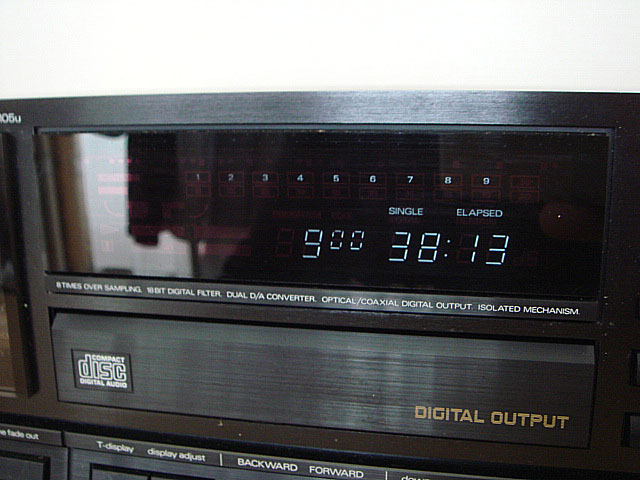 105u
1 2 3 4 5 6 7 8 9
SINGLE ELAPSED
9 00 38:13
8 TIMES OVER SAMPLING. 18 BIT DIGITAL FILTER. DUAL D/A CONVERTER. OPTICAL/COAXIAL DIGITAL OUTPUT. ISOLATED MECHANISM.
COMPACT
disc
DIGITAL AUDIO
DIGITAL OUTPUT
fade out
T-display display adjust BACKWARD FORWARD